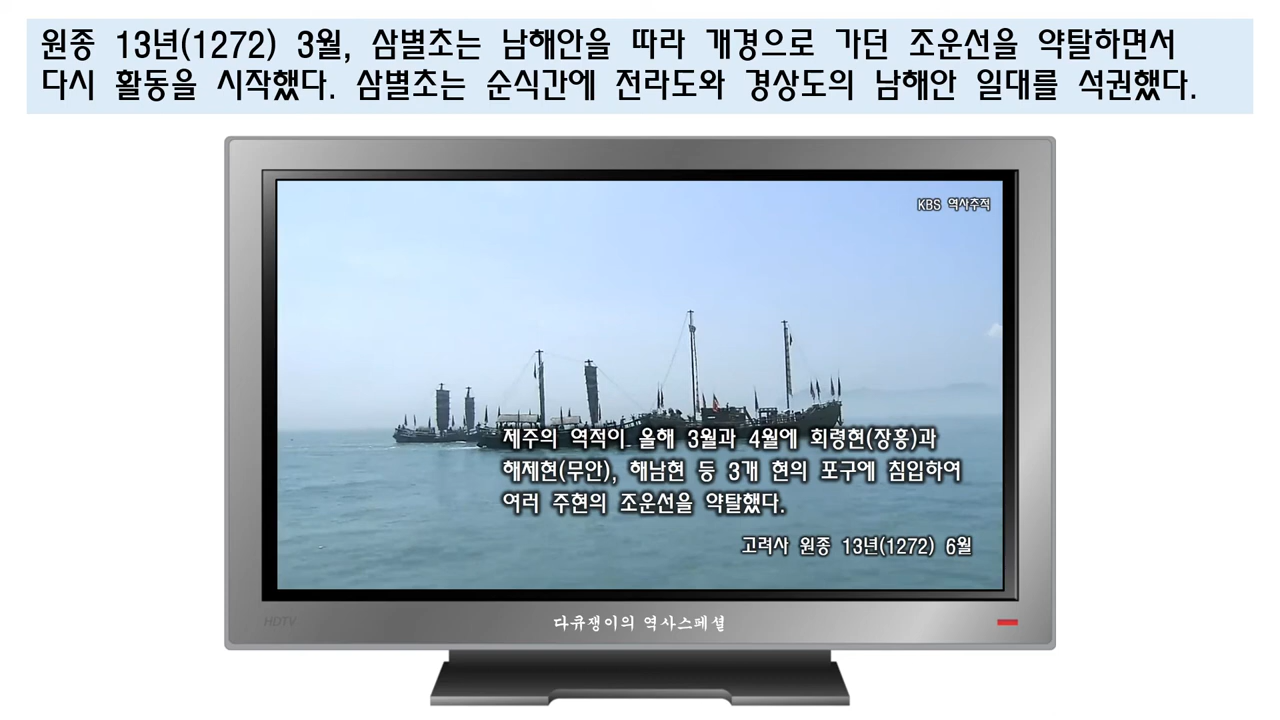 원종 13년(1272) 3월, 삼별초는 남해안을 따라 개경으로 가던 조운선을 약탈하면서
다시 활동을 시작했다. 삼별초는 순식간에 전라도와 경상도의 남해안 일대를 석권했다.
KBS 역사추적
제주의 역적이 올해 3월과 4월에 회령현(장흥)과
해제현(무안), 해남현 등 3개 현의 포구에 침입하여
여러 주현의 조운선을 약탈했다.
고려사 원종 13년(1272) 6월
HDTV
다큐쟁이의 역사스페셜